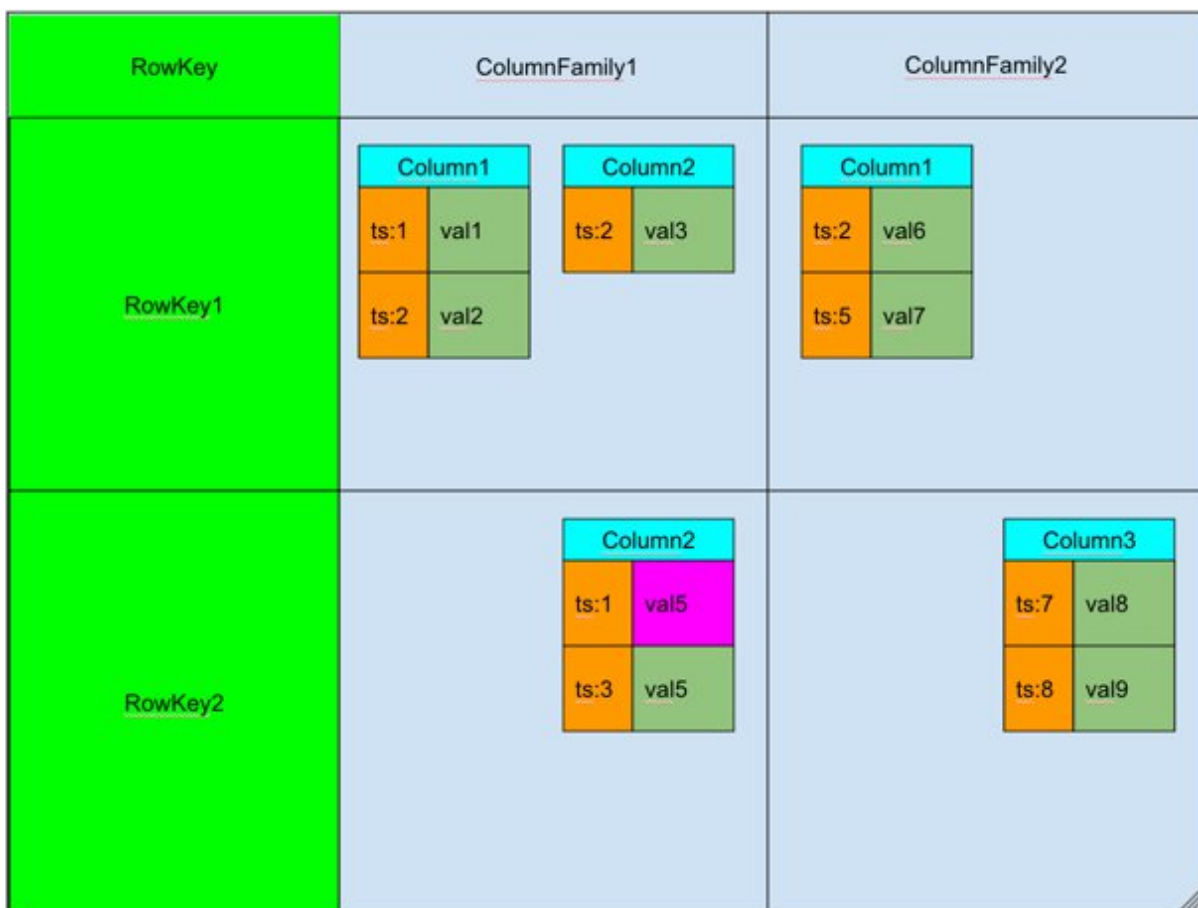 RowKey
ColumnFamily1
ColumnFamily2
RowKey1
Column1
ts:1 val1
ts:2 val2
Column2
ts:2 val3
Column1
ts:2 val6
ts:5 val7
RowKey2
Column2
ts:1 val5
ts:3 val5
Column3
ts:7 val8
ts:8 val9